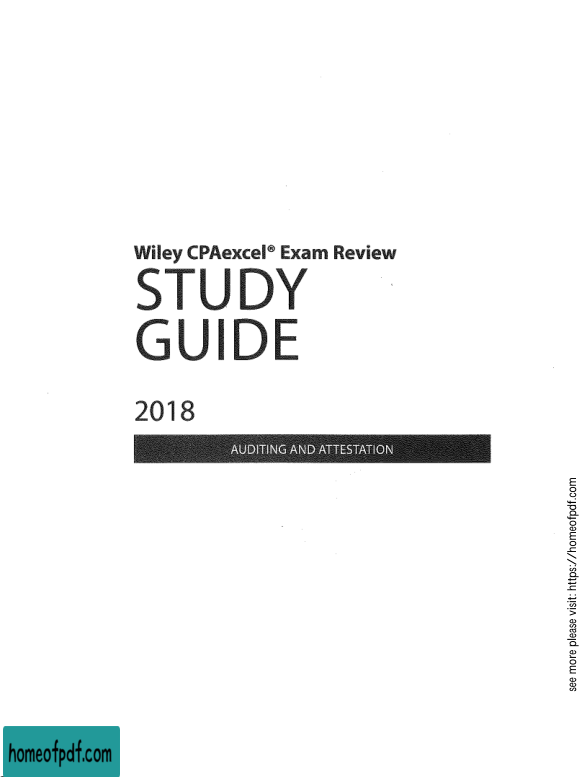 Wiley CPAexcel® Exam Review
STUDY
GUIDE
2018
AUDITING AND ATTESTATION
see more please visit: https://homeofpdf.com
homeofpdf.com